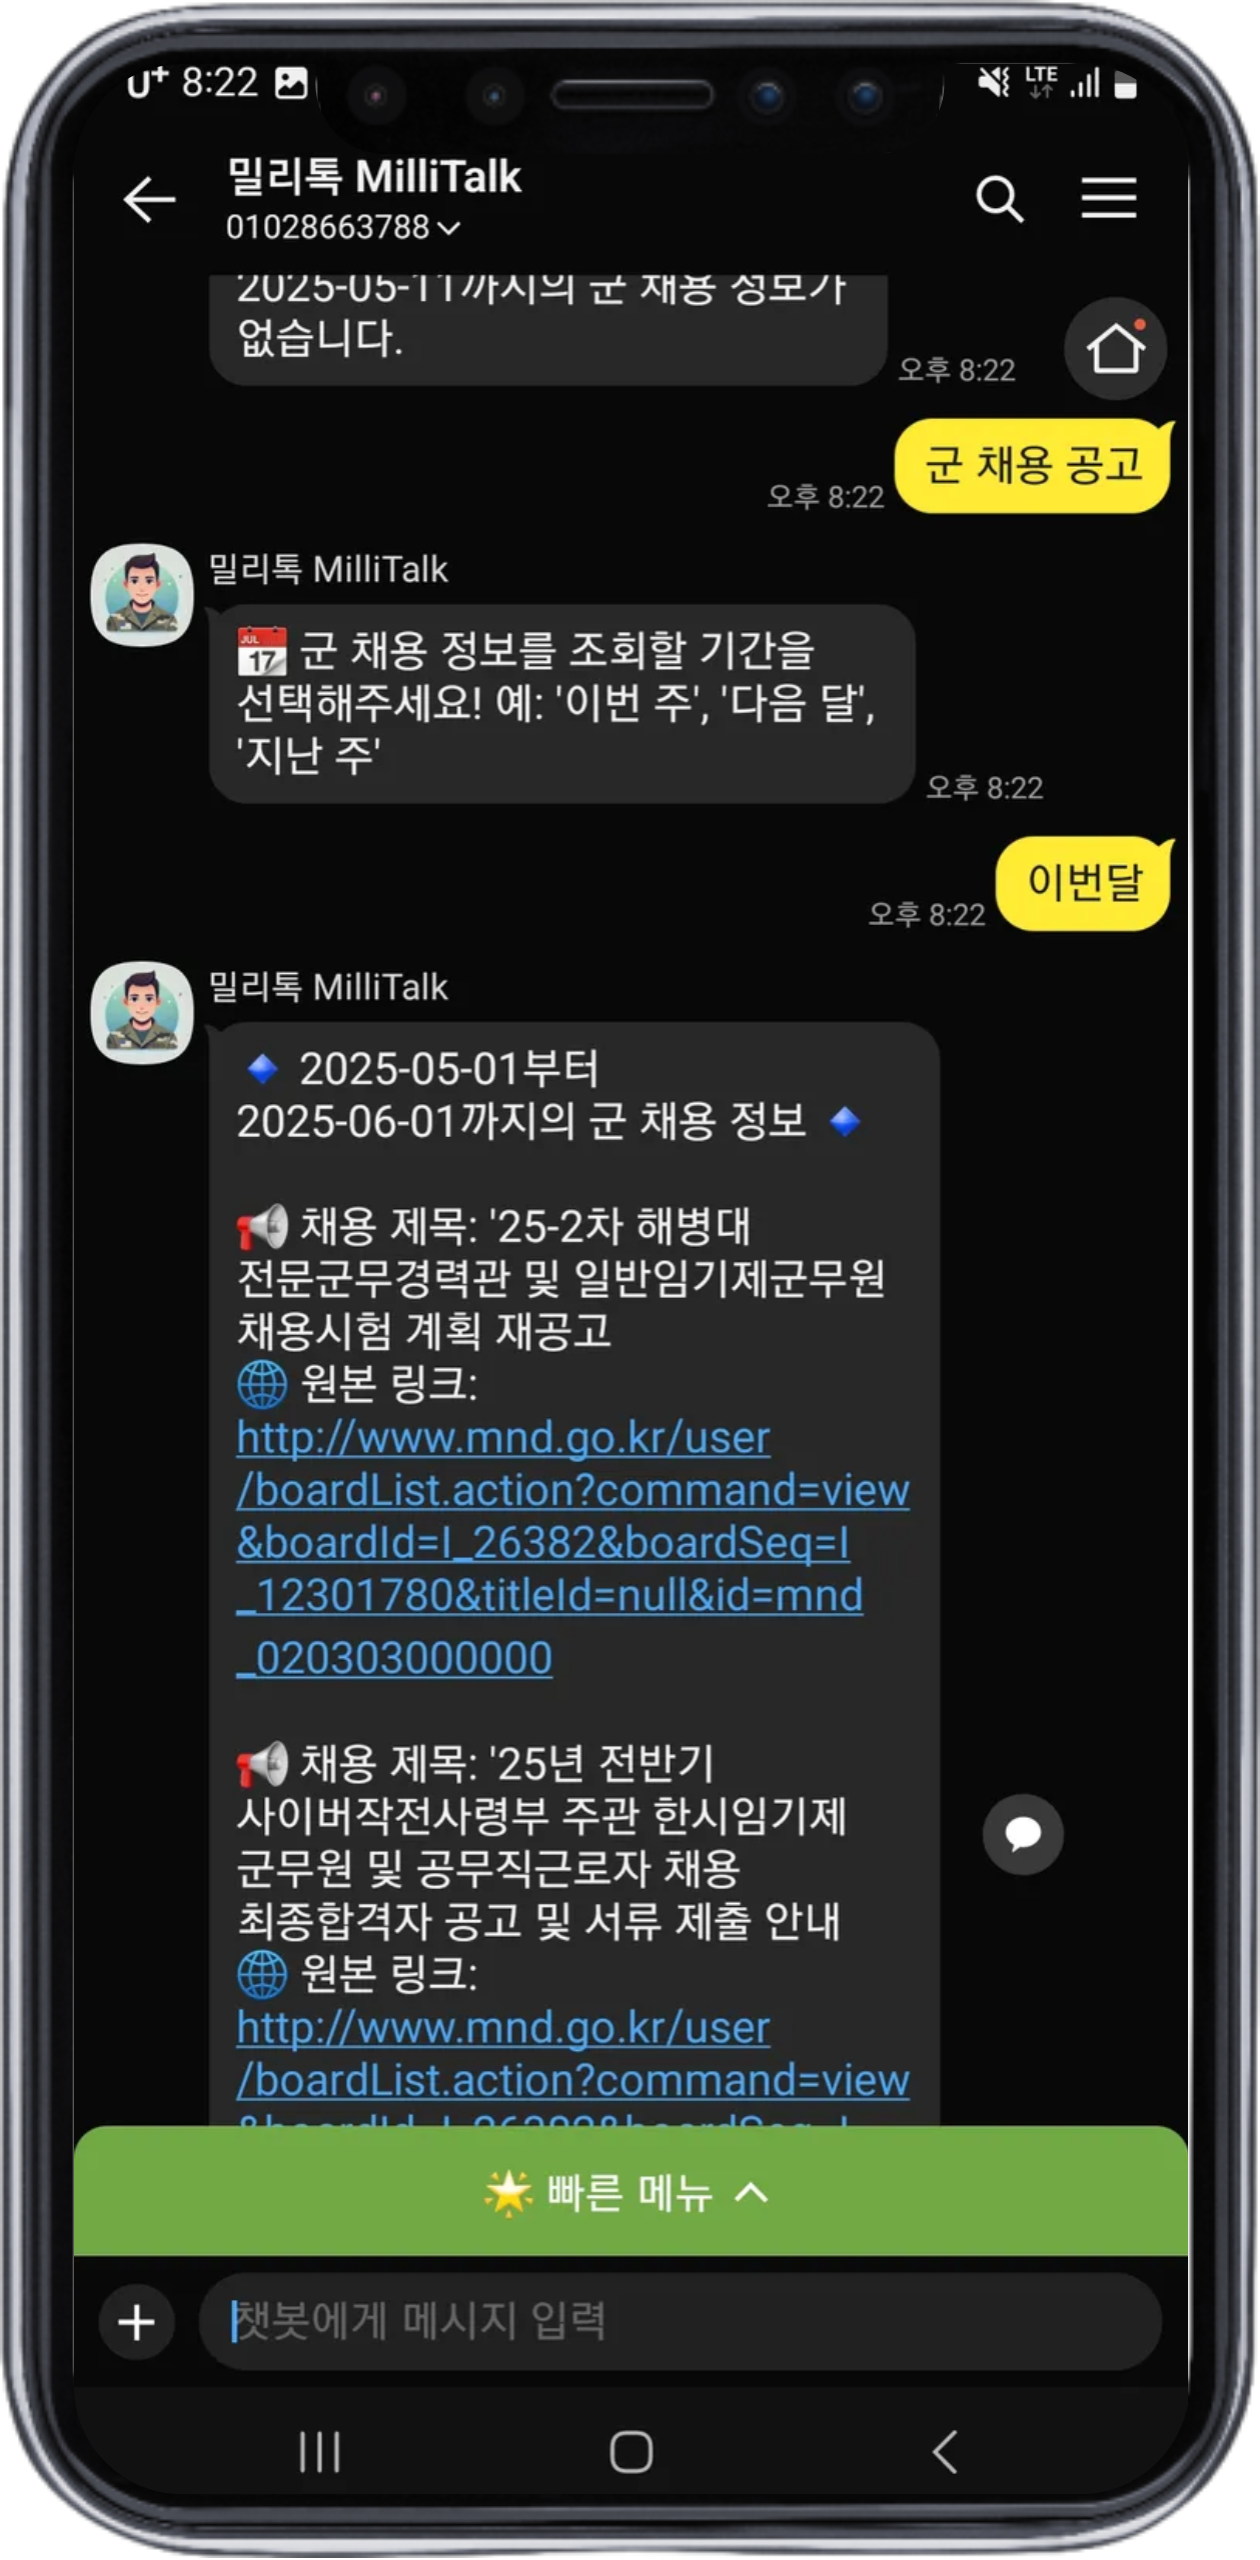 U+ 8:22
LTE
밀리톡 MilliTalk
01028663788
2025-05-11까지의 군 채용 정보가
없습니다.
오후 8:22
군 채용 공고
오후 8:22
밀리톡 MilliTalk
JUL 17 군 채용 정보를 조회할 기간을
선택해주세요! 예: '이번 주', '다음 달',
'지난 주'
오후 8:22
이번달
오후 8:22
밀리톡 MilliTalk
2025-05-01부터
2025-06-01까지의 군 채용 정보
채용 제목: '25-2차 해병대
전문군무경력관 및 일반임기제군무원
채용시험 계획 재공고
원본 링크:
http://www.mnd.go.kr/user
/boardList.action?command=view
&boardId=I_26382&boardSeq=I
_12301780&titleId=null&id=mnd
_020303000000
채용 제목: '25년 전반기
사이버작전사령부 주관 한시임기제
군무원 및 공무직근로자 채용
최종합격자 공고 및 서류 제출 안내
원본 링크:
http://www.mnd.go.kr/user
/boardList.action?command=view
&boardId=I_26382&boardSeq=I
빠른 메뉴
챗봇에게 메시지 입력